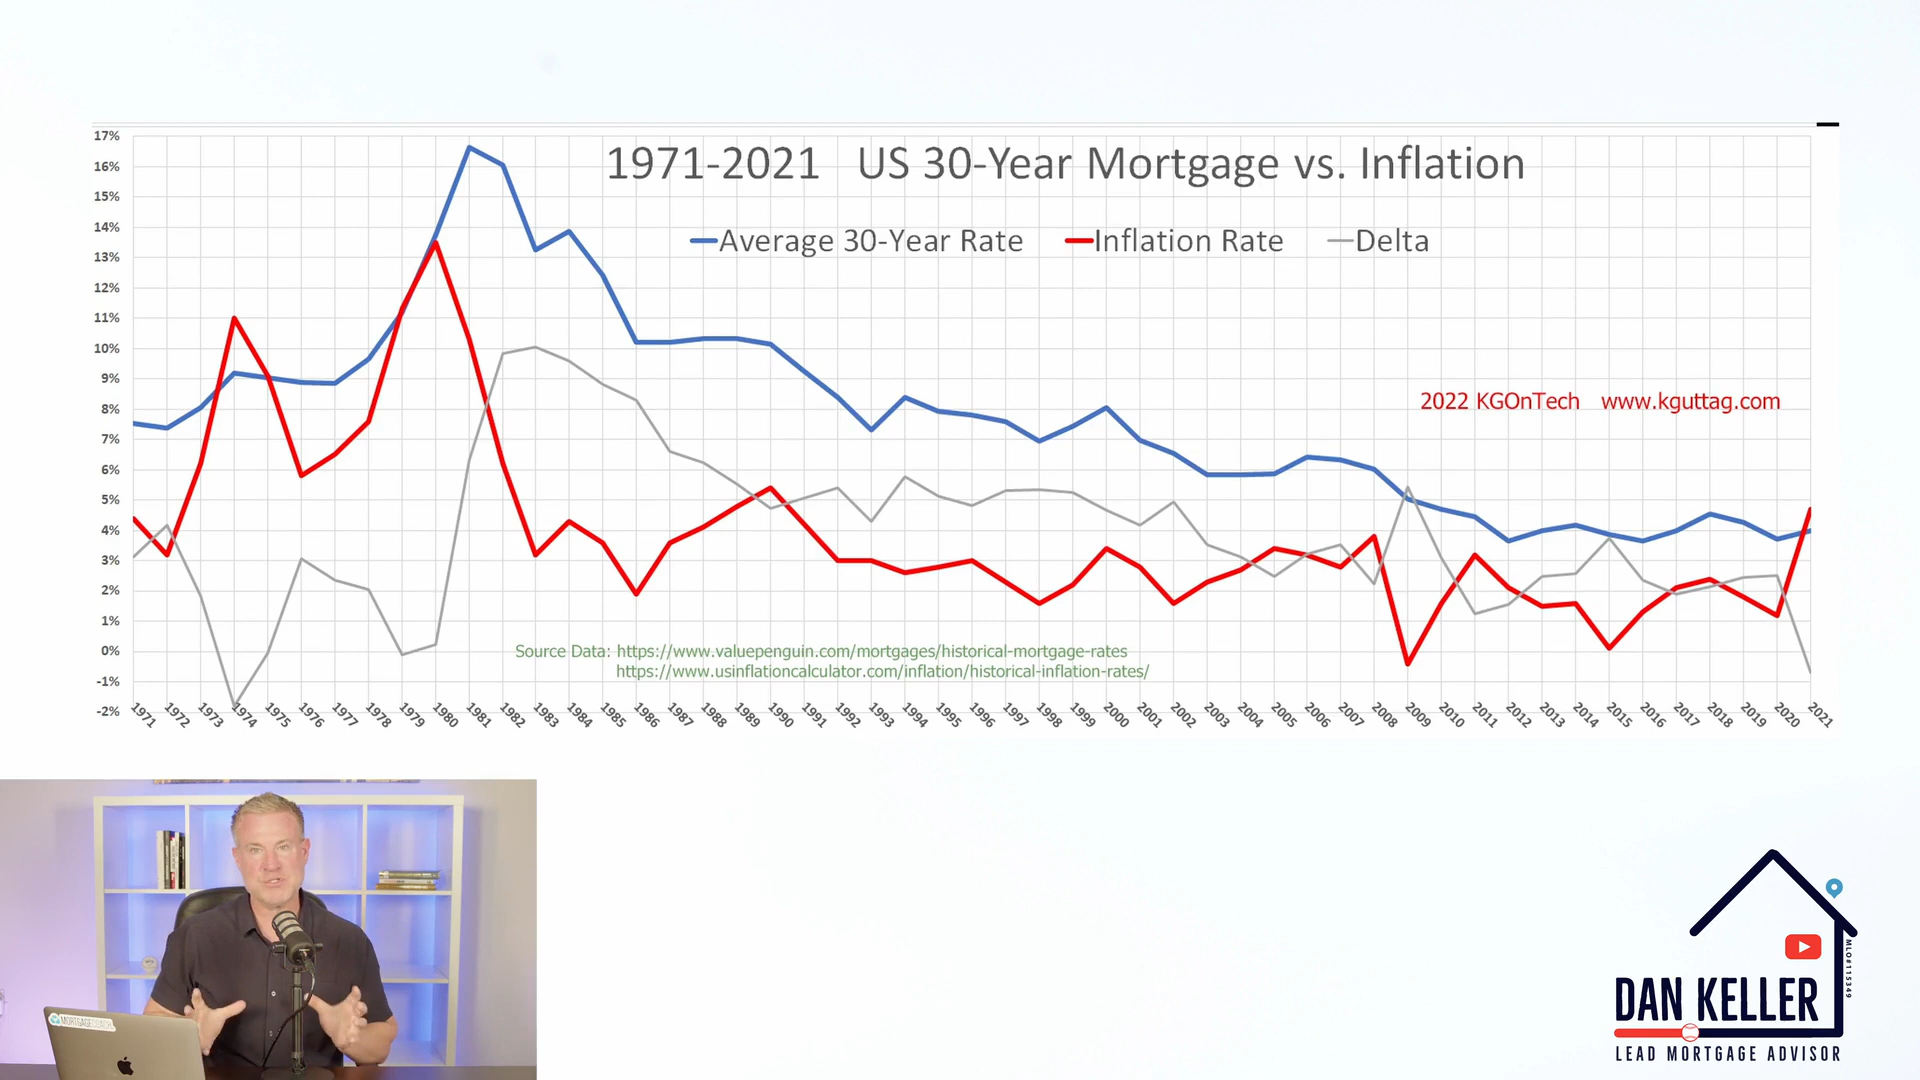 1971-2021 US 30-Year Mortgage vs. Inflation
Average 30-Year Rate Inflation Rate Delta
17%
16%
15%
14%
13%
12%
11%
10%
9%
8%
7%
6%
5%
4%
3%
2%
1%
0%
-1%
-2%
2022 KGOnTech www.kguttag.com
Source Data: https://www.valuepenguin.com/mortgages/historical-mortgage-rates
https://www.usinflationcalculator.com/inflation/historical-inflation-rates/
1971 1972 1973 1974 1975 1976 1977 1978 1979 1980 1981 1982 1983 1984 1985 1986 1987 1988 1989 1990 1991 1992 1993 1994 1995 1996 1997 1998 1999 2000 2001 2002 2003 2004 2005 2006 2007 2008 2009 2010 2011 2012 2013 2014 2015 2016 2017 2018 2019 2020 2021
MORTGAGECOACH
MLO#115349
DAN KELLER
LEAD MORTGAGE ADVISOR